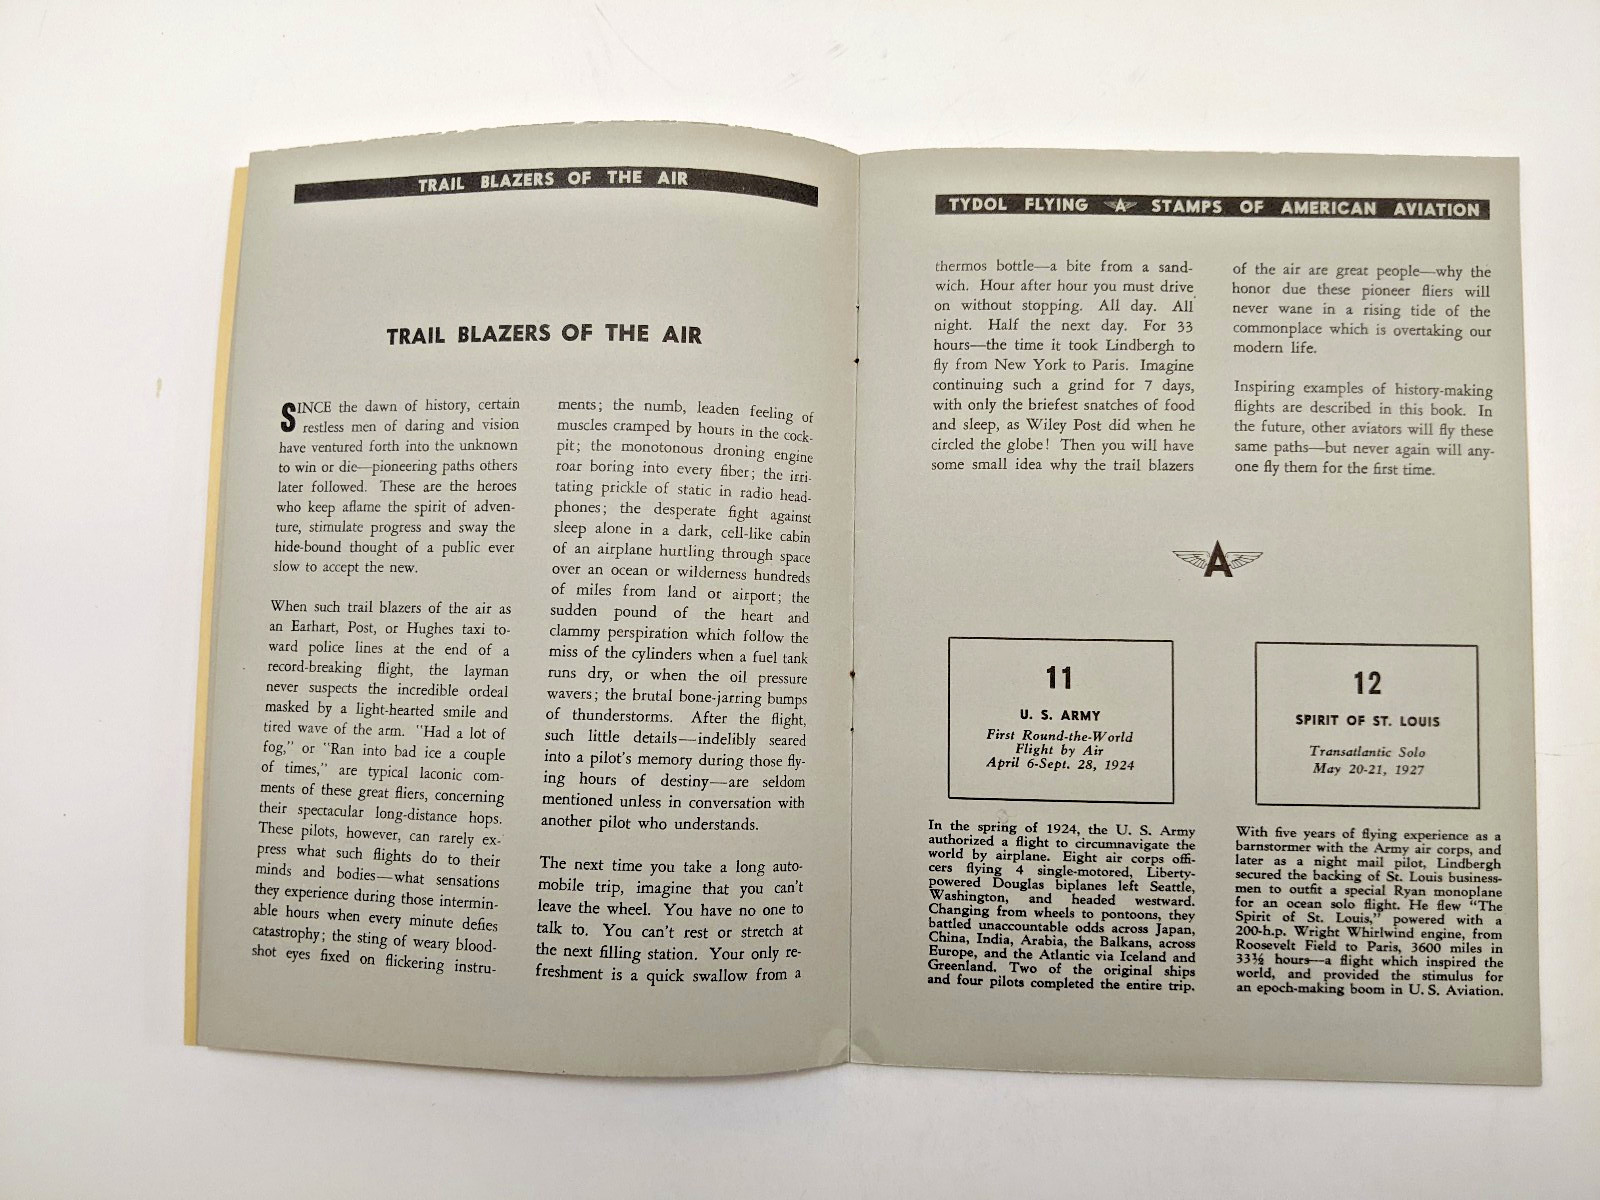 TRAIL BLAZERS OF THE AIR
TRAIL BLAZERS OF THE AIR
SINCE the dawn of history, certain
restless men of daring and vision
have ventured forth into the unknown
to win or die—pioneering paths others
later followed. These are the heroes
who keep aflame the spirit of adven-
ture, stimulate progress and sway the
hide-bound thought of a public ever
slow to accept the new.
When such trail blazers of the air as
an Earhart, Post, or Hughes taxi to-
ward police lines at the end of a
record-breaking flight, the layman
never suspects the incredible ordeal
masked by a light-hearted smile and
tired wave of the arm. "Had a lot of
fog," or "Ran into bad ice a couple
of times," are typical laconic com-
ments of these great fliers, concerning
their spectacular long-distance hops.
These pilots, however, can rarely ex-
press what such flights do to their
minds and bodies—what sensations
they experience during those intermin-
able hours when every minute defies
catastrophy; the sting of weary blood-
shot eyes fixed on flickering instru-
ments; the numb, leaden feeling of
muscles cramped by hours in the cock-
pit; the monotonous droning engine
roar boring into every fiber; the irri-
tating prickle of static in radio head-
phones; the desperate fight against
sleep alone in a dark, cell-like cabin
of an airplane hurtling through space
over an ocean or wilderness hundreds
of miles from land or airport; the
sudden pound of the heart and
clammy perspiration which follow the
miss of the cylinders when a fuel tank
runs dry, or when the oil pressure
wavers; the brutal bone-jarring bumps
of thunderstorms. After the flight,
such little details—indelibly seared
into a pilot's memory during those fly-
ing hours of destiny—are seldom
mentioned unless in conversation with
another pilot who understands.
The next time you take a long auto-
mobile trip, imagine that you can't
leave the wheel. You have no one to
talk to. You can't rest or stretch at
the next filling station. Your only re-
freshment is a quick swallow from a
TYDOL FLYING A STAMPS OF AMERICAN AVIATION
thermos bottle—a bite from a sand-
wich. Hour after hour you must drive
on without stopping. All day. All
night. Half the next day. For 33
hours—the time it took Lindbergh to
fly from New York to Paris. Imagine
continuing such a grind for 7 days,
with only the briefest snatches of food
and sleep, as Wiley Post did when he
circled the globe! Then you will have
some small idea why the trail blazers
of the air are great people—why the
honor due these pioneer fliers will
never wane in a rising tide of the
commonplace which is overtaking our
modern life.
Inspiring examples of history-making
flights are described in this book. In
the future, other aviators will fly these
same paths—but never again will any-
one fly them for the first time.
A
11
U. S. ARMY
First Round-the-World
Flight by Air
April 6-Sept. 28, 1924
In the spring of 1924, the U. S. Army
authorized a flight to circumnavigate the
world by airplane. Eight air corps offi-
cers flying 4 single-motored, Liberty-
powered Douglas biplanes left Seattle,
Washington, and headed westward.
Changing from wheels to pontoons, they
battled unaccountable odds across Japan,
China, India, Arabia, the Balkans, across
Europe, and the Atlantic via Iceland and
Greenland. Two of the original ships
and four pilots completed the entire trip.
12
SPIRIT OF ST. LOUIS
Transatlantic Solo
May 20-21, 1927
With five years of flying experience as a
barnstormer with the Army air corps, and
later as a night mail pilot, Lindbergh
secured the backing of St. Louis business-
men to outfit a special Ryan monoplane
for an ocean solo flight. He flew "The
Spirit of St. Louis," powered with a
200-h.p. Wright Whirlwind engine, from
Roosevelt Field to Paris, 3600 miles in
33½ hours—a flight which inspired the
world, and provided the stimulus for
an epoch-making boom in U. S. Aviation.